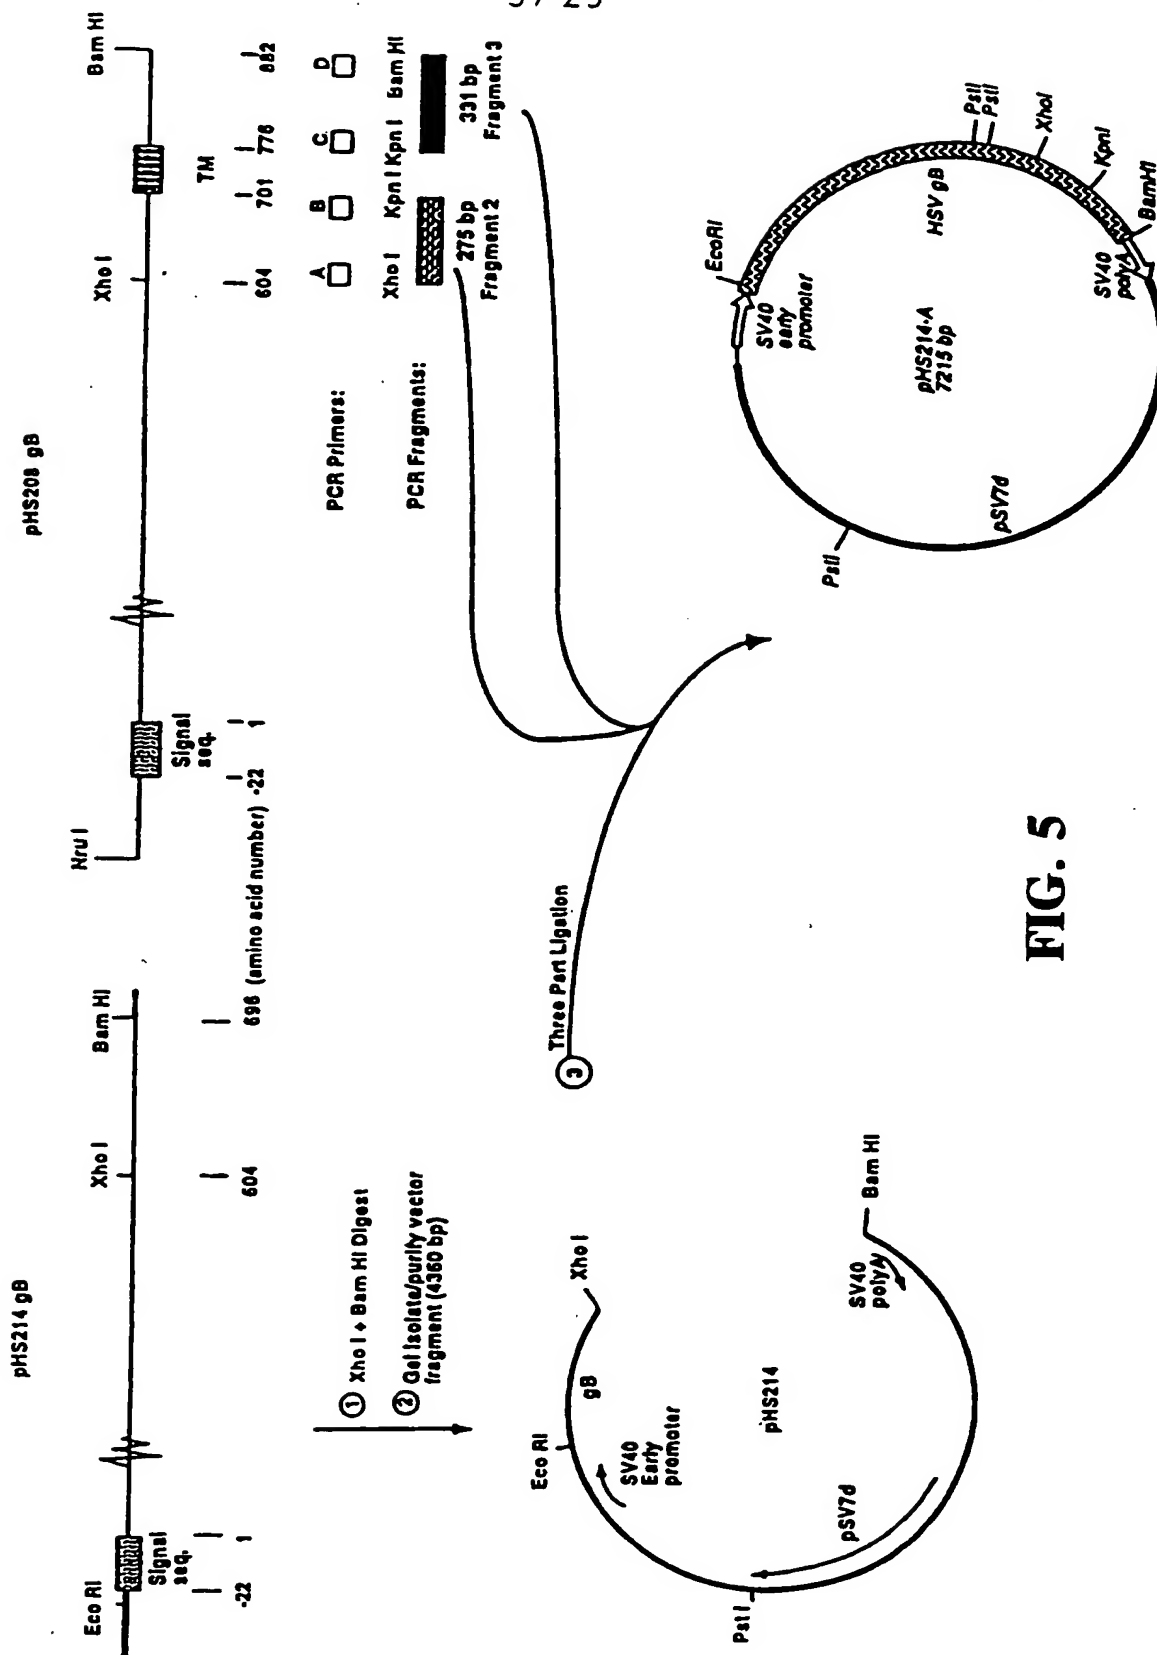 pHS214 gB
Eco RI
Xho I
Bam HI
Signal
seq.
-22
1
604
696 (amino acid number)
pHS208 gB
Nru I
Xho I
Bam HI
Signal
seq.
TM
-22
1
604
701
776
882
PCR Primers:
A
B
C
D
PCR Fragments:
Xho I
Kpn I
Kpn I
Bam HI
275 bp
Fragment 2
331 bp
Fragment 3
1 Xho I + Bam HI Digest
2 Gel Isolate/purify vector
fragment (4360 bp)
3 Three Part Ligation
Eco RI
gB
Xho I
SV40
Early
promoter
Bam HI
SV40
polyA
pHS214
pSV7d
Pst I
EcoRI
SV40
early
promoter
HSV gB
PstI
PstI
XhoI
KpnI
BamHI
SV40
polyA
pHS214-A
7215 bp
pSV7d
PstI
FIG. 5